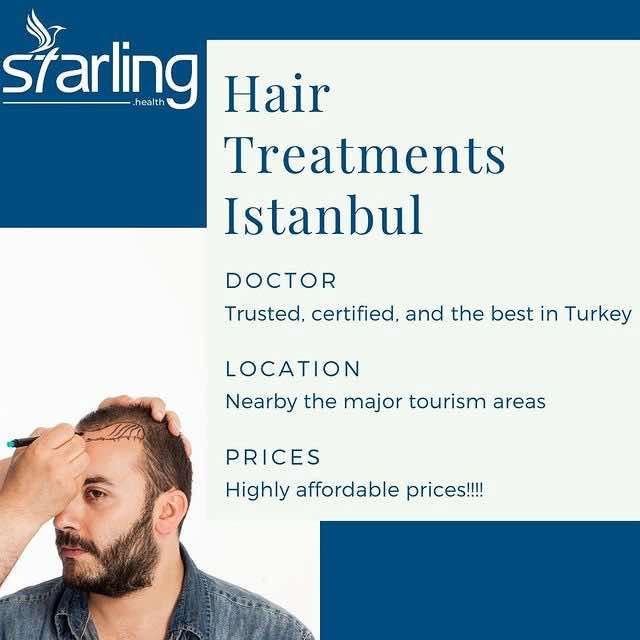 starling
.health
Hair
Treatments
Istanbul
DOCTOR
Trusted, certified, and the best in Turkey
LOCATION
Nearby the major tourism areas
PRICES
Highly affordable prices!!!!